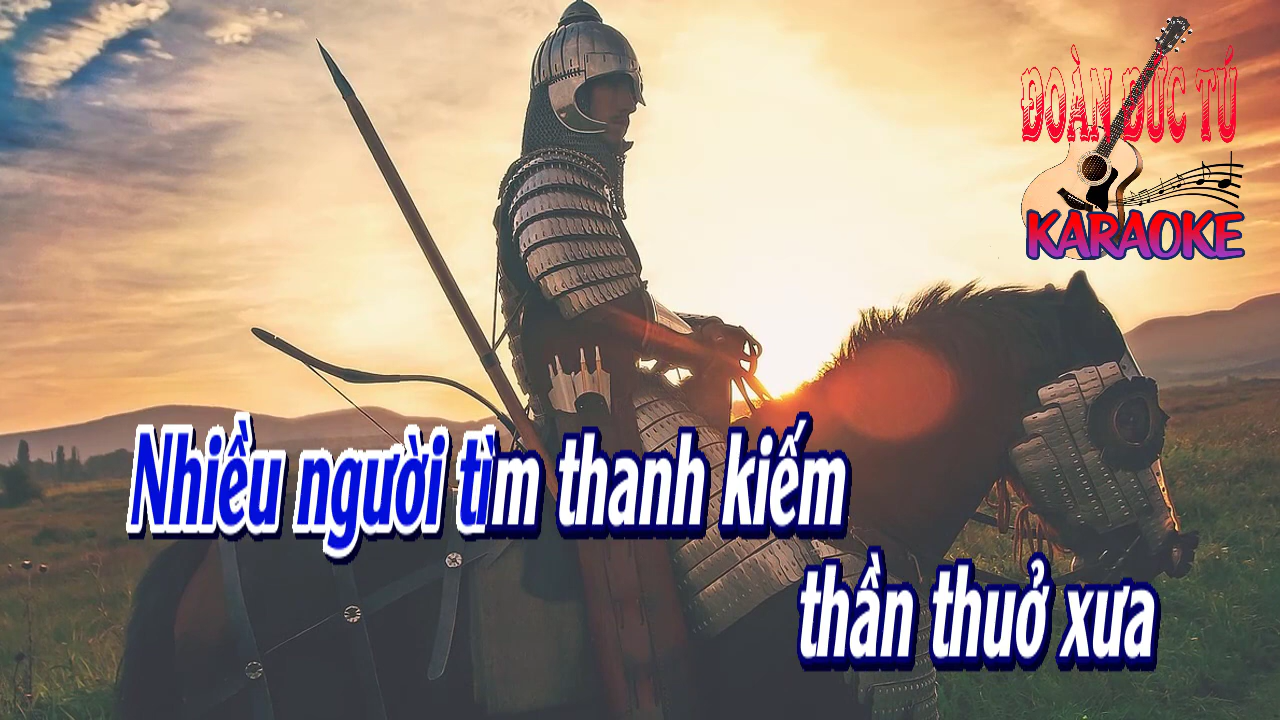 ĐOÀN ĐỨC TÚ
KARAOKE
Nhiều người tìm thanh kiếm
thần thuở xưa